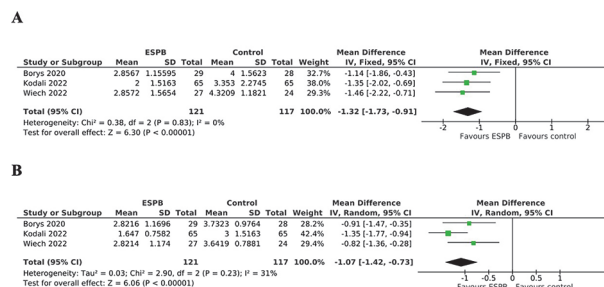 A
ESPB Control Mean Difference Mean Difference
Study or Subgroup Mean SD Total Mean SD Total Weight IV, Fixed, 95% CI IV, Fixed, 95% CI
Borys 2020 2.8567 1.15595 29 4 1.5623 28 32.7% -1.14 [-1.86, -0.43]
Kodali 2022 2 1.5163 65 3.353 2.2745 65 38.0% -1.35 [-2.02, -0.69]
Wiech 2022 2.8572 1.5654 27 4.3209 1.1821 24 29.3% -1.46 [-2.22, -0.71]
Total (95% CI) 121 117 100.0% -1.32 [-1.73, -0.91]
Heterogeneity: Chi² = 0.38, df = 2 (P = 0.83); I² = 0%
Test for overall effect: Z = 6.30 (P < 0.00001)
-2 -1 0 1 2
Favours ESPB Favours control
B
ESPB Control Mean Difference Mean Difference
Study or Subgroup Mean SD Total Mean SD Total Weight IV, Random, 95% CI IV, Random, 95% CI
Borys 2020 2.8216 1.1696 29 3.7323 0.9764 28 28.2% -0.91 [-1.47, -0.35]
Kodali 2022 1.647 0.7582 65 3 1.5163 65 42.4% -1.35 [-1.77, -0.94]
Wiech 2022 2.8214 1.174 27 3.6419 0.7881 24 29.4% -0.82 [-1.36, -0.28]
Total (95% CI) 121 117 100.0% -1.07 [-1.42, -0.73]
Heterogeneity: Tau² = 0.03; Chi² = 2.90, df = 2 (P = 0.23); I² = 31%
Test for overall effect: Z = 6.06 (P < 0.00001)
-1 -0.5 0 0.5 1
Favours ESPB Favours control